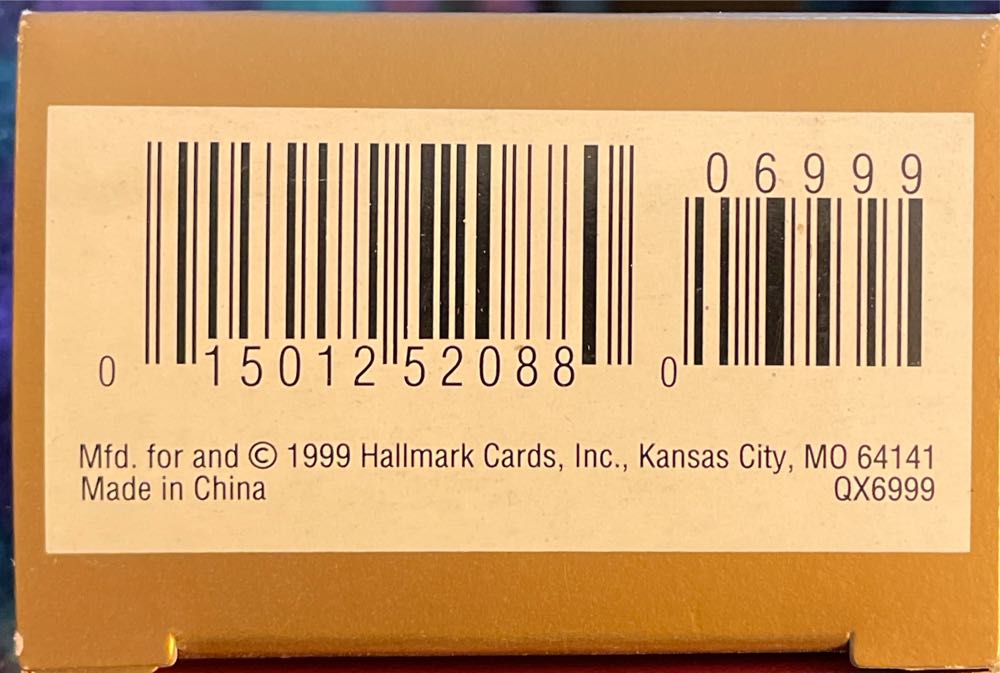 06999
0 15012 52088 0
Mfd. for and © 1999 Hallmark Cards, Inc., Kansas City, MO 64141
Made in China QX6999